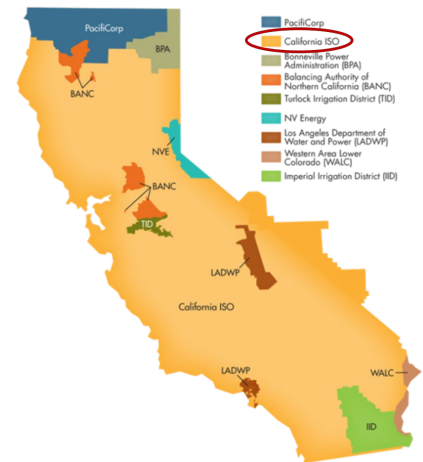 PacifiCorp
California ISO
Bonneville Power
Administration (BPA)
Balancing Authority of
Northern California (BANC)
Turlock Irrigation District (TID)
NV Energy
Los Angeles Department of
Water and Power (LADWP)
Western Area Lower
Colorado (WALC)
Imperial Irrigation District (IID)
PacifiCorp
BPA
BANC
NVE
BANC
TID
LADWP
California ISO
LADWP
WALC
IID